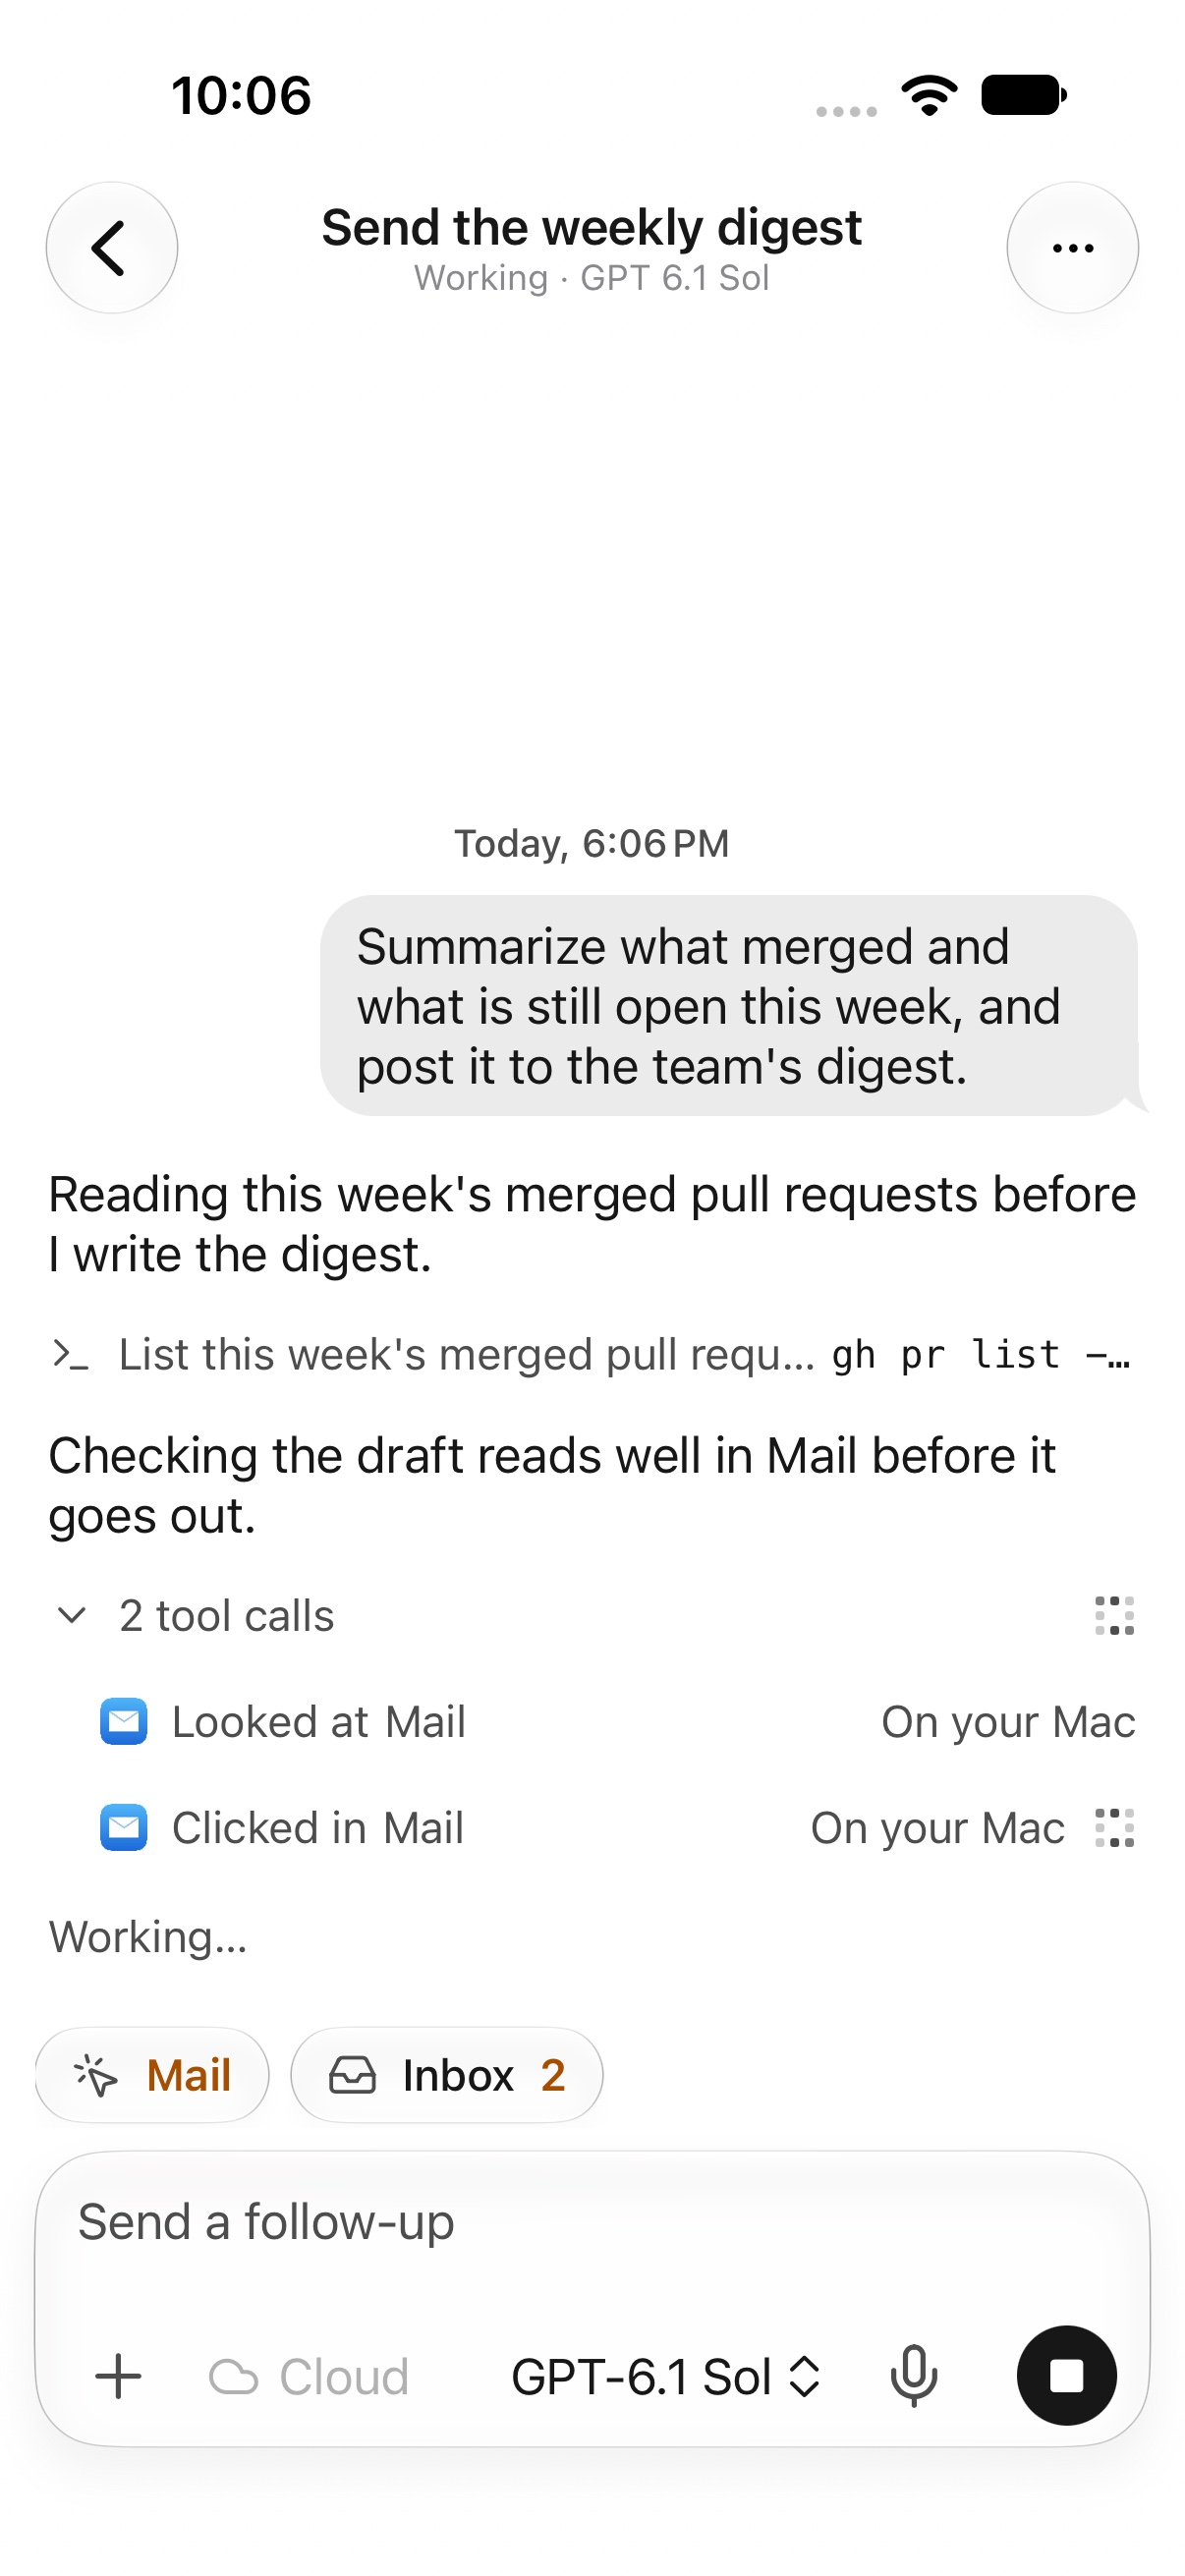 10:06
Send the weekly digest
Working · GPT 6.1 Sol
Today, 6:06 PM
Summarize what merged and
what is still open this week, and
post it to the team's digest.
Reading this week's merged pull requests before
I write the digest.
List this week's merged pull requ... gh pr list –…
Checking the draft reads well in Mail before it
goes out.
2 tool calls
Looked at Mail On your Mac
Clicked in Mail On your Mac
Working...
Mail Inbox 2
Send a follow-up
Cloud GPT-6.1 Sol